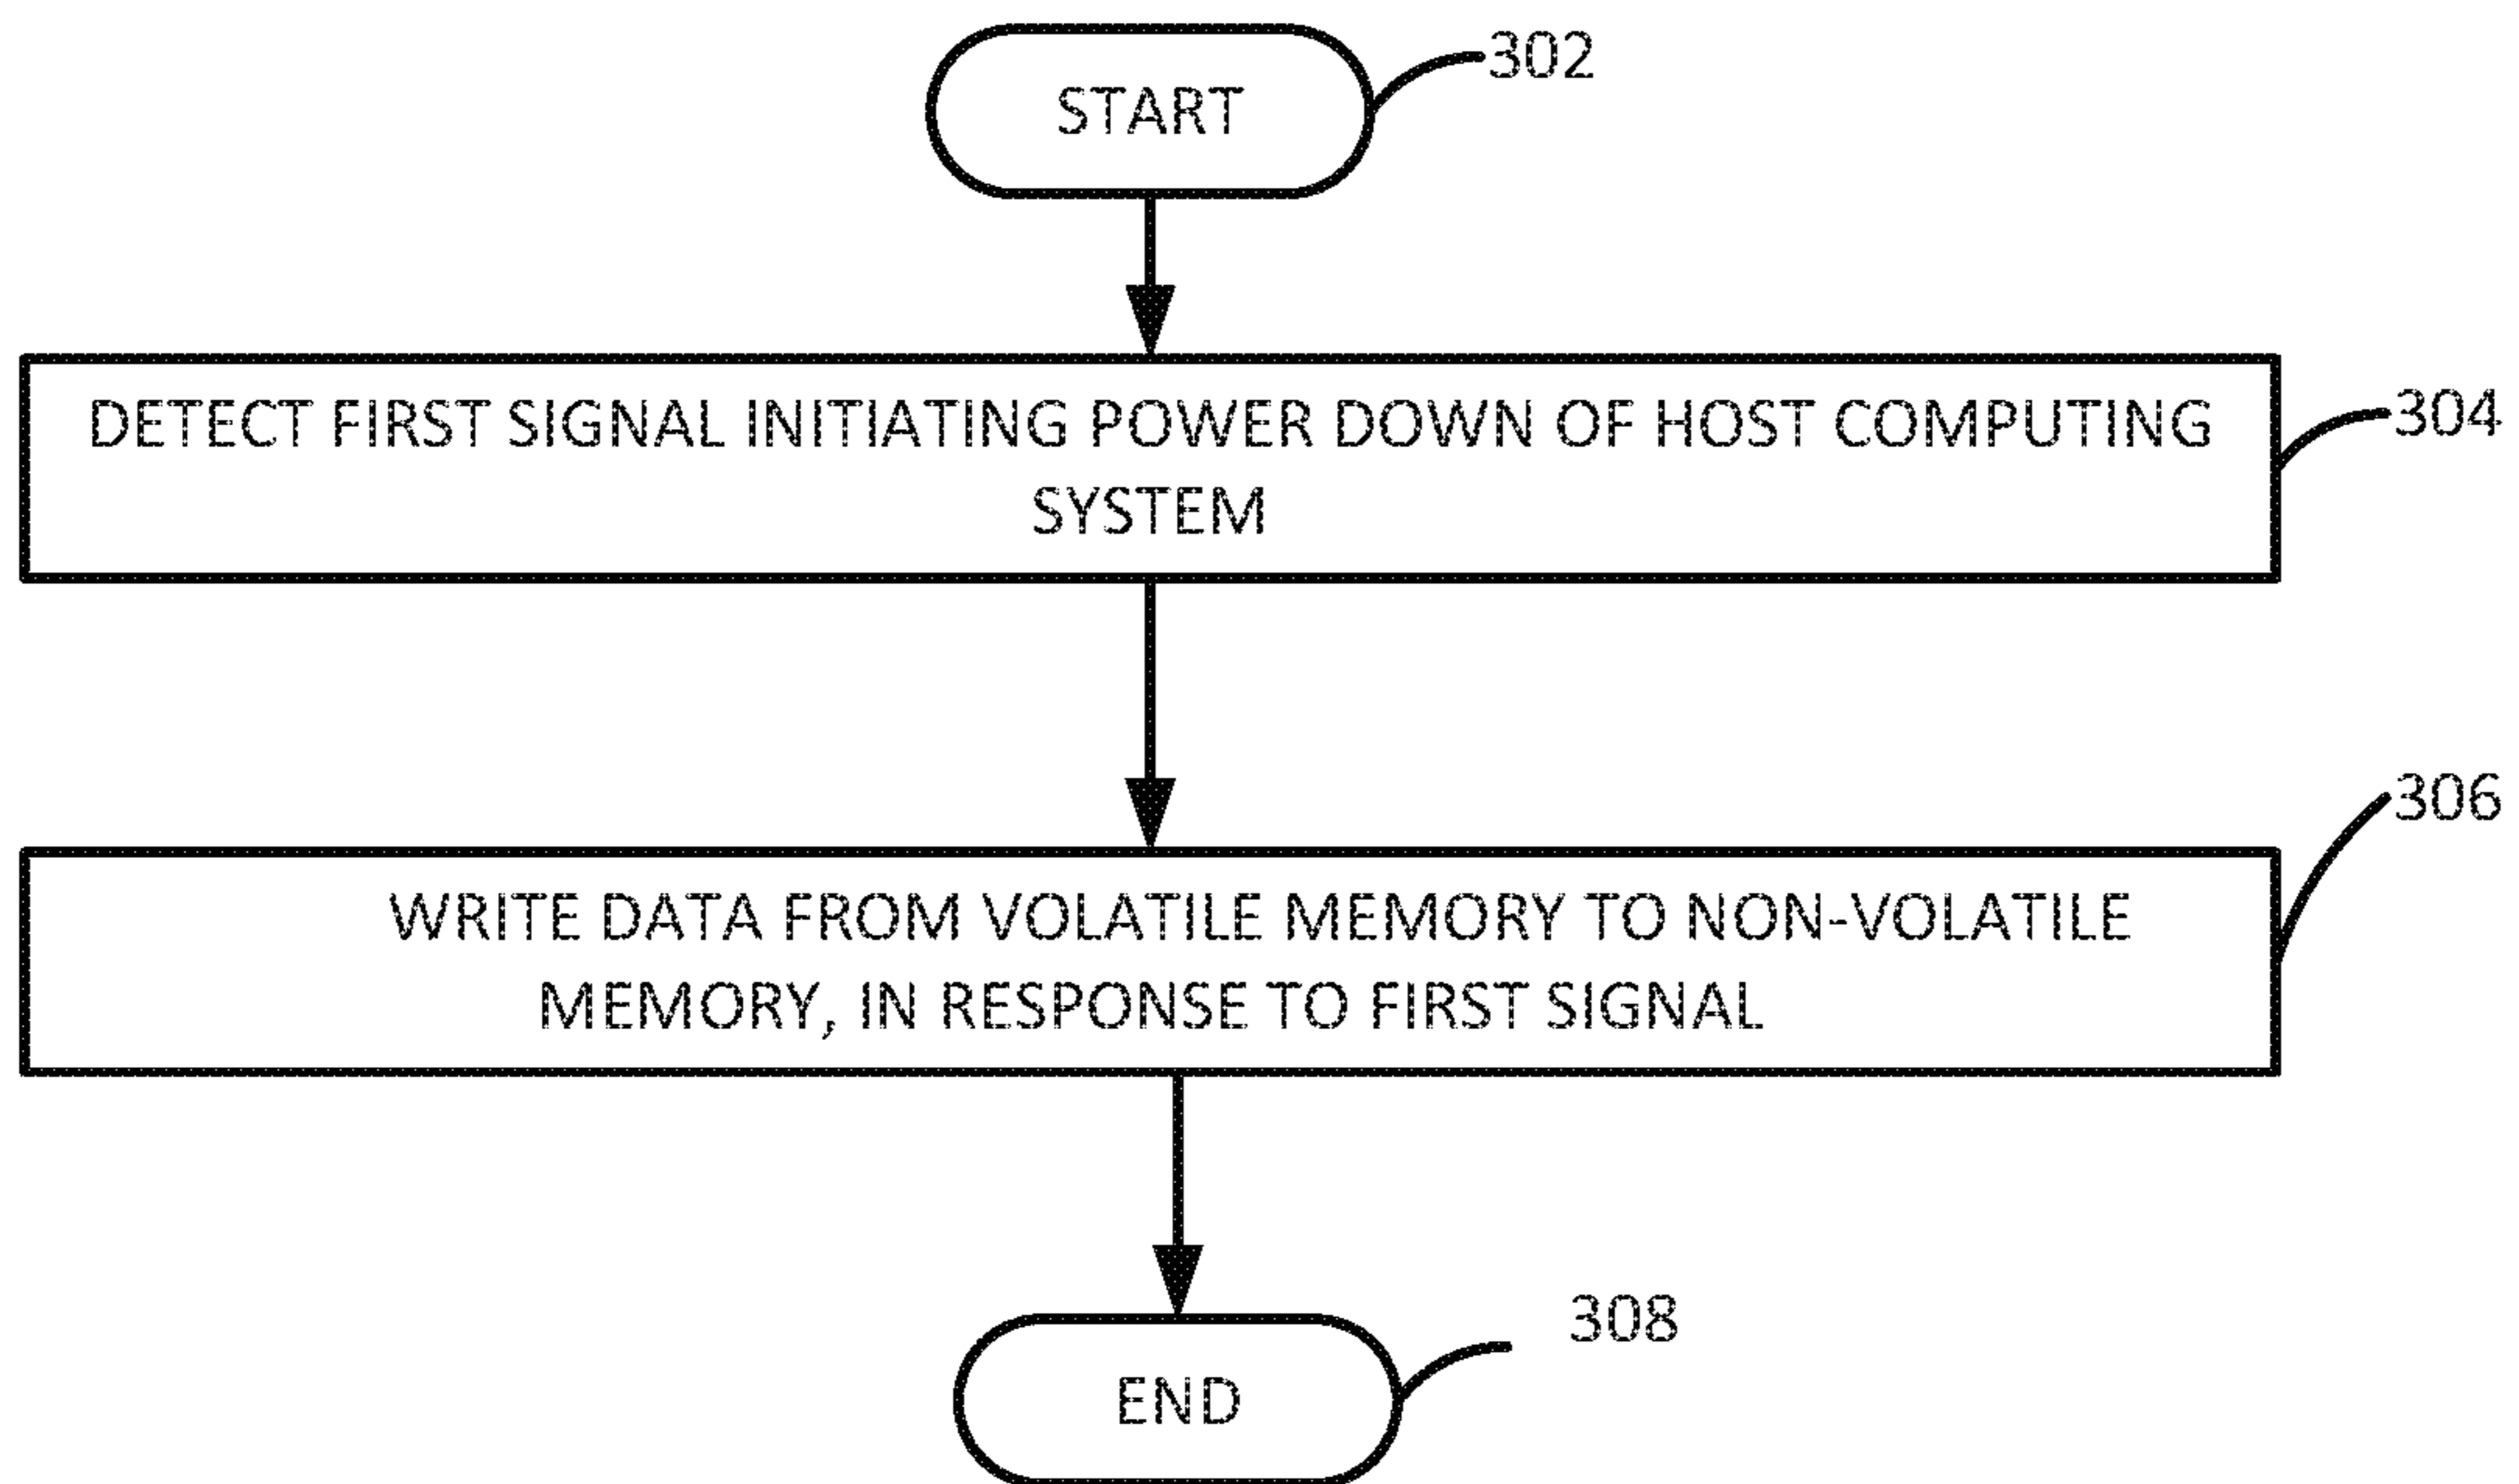 START
302
DETECT FIRST SIGNAL INITIATING POWER DOWN OF HOST COMPUTING
SYSTEM
304
WRITE DATA FROM VOLATILE MEMORY TO NON-VOLATILE
MEMORY, IN RESPONSE TO FIRST SIGNAL
306
END
308